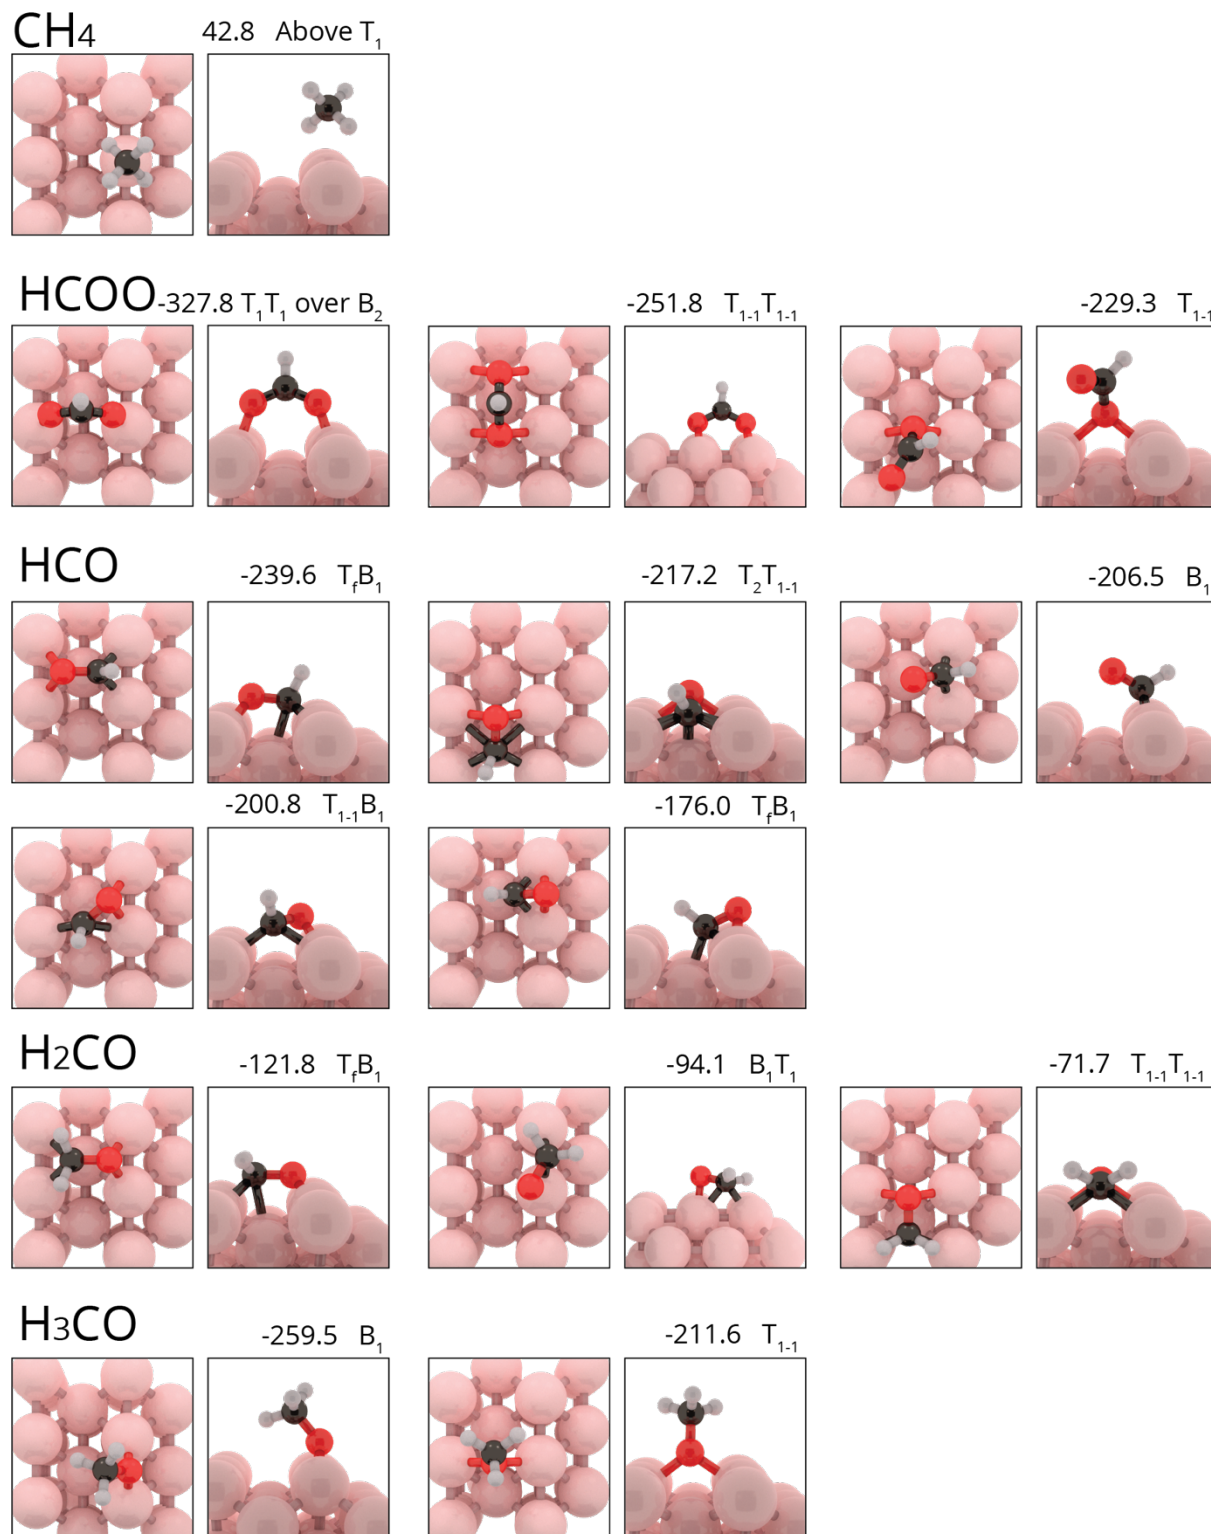 CH4
42.8 Above T1
HCOO
-327.8 T1T1 over B2
-251.8 T1-1T1-1
-229.3 T1-1
HCO
-239.6 TfB1
-217.2 T2T1-1
-206.5 B1
-200.8 T1-1B1
-176.0 TfB1
H2CO
-121.8 TfB1
-94.1 B1T1
-71.7 T1-1T1-1
H3CO
-259.5 B1
-211.6 T1-1